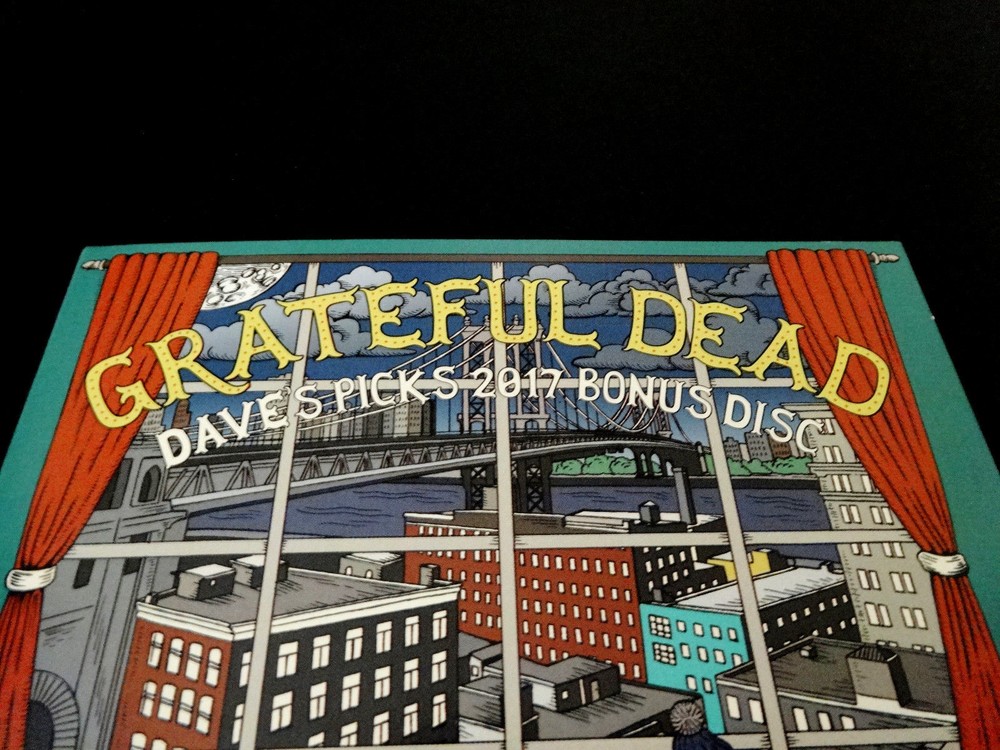 GRATEFUL DEAD
DAVE'S PICKS 2017 BONUS DISC